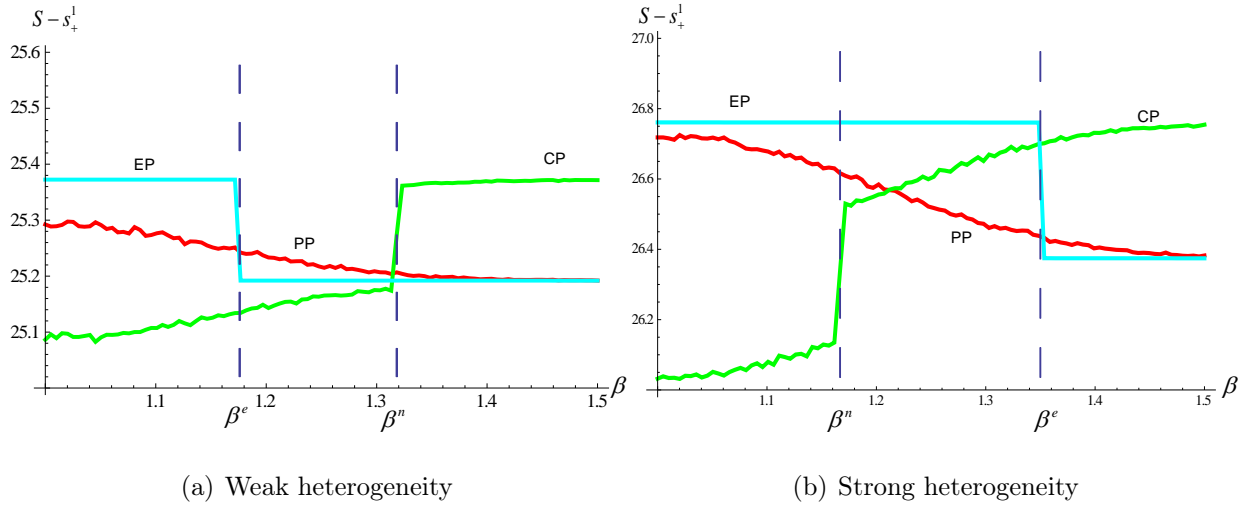 S − s₊¹
25.6
25.5
25.4
25.3
25.2
25.1
EP
PP
CP
1.1
1.2
1.3
1.4
1.5
β
βᵉ
βⁿ
(a) Weak heterogeneity
S − s₊¹
27.0
26.8
26.6
26.4
26.2
EP
PP
CP
1.1
1.2
1.3
1.4
1.5
β
βⁿ
βᵉ
(b) Strong heterogeneity